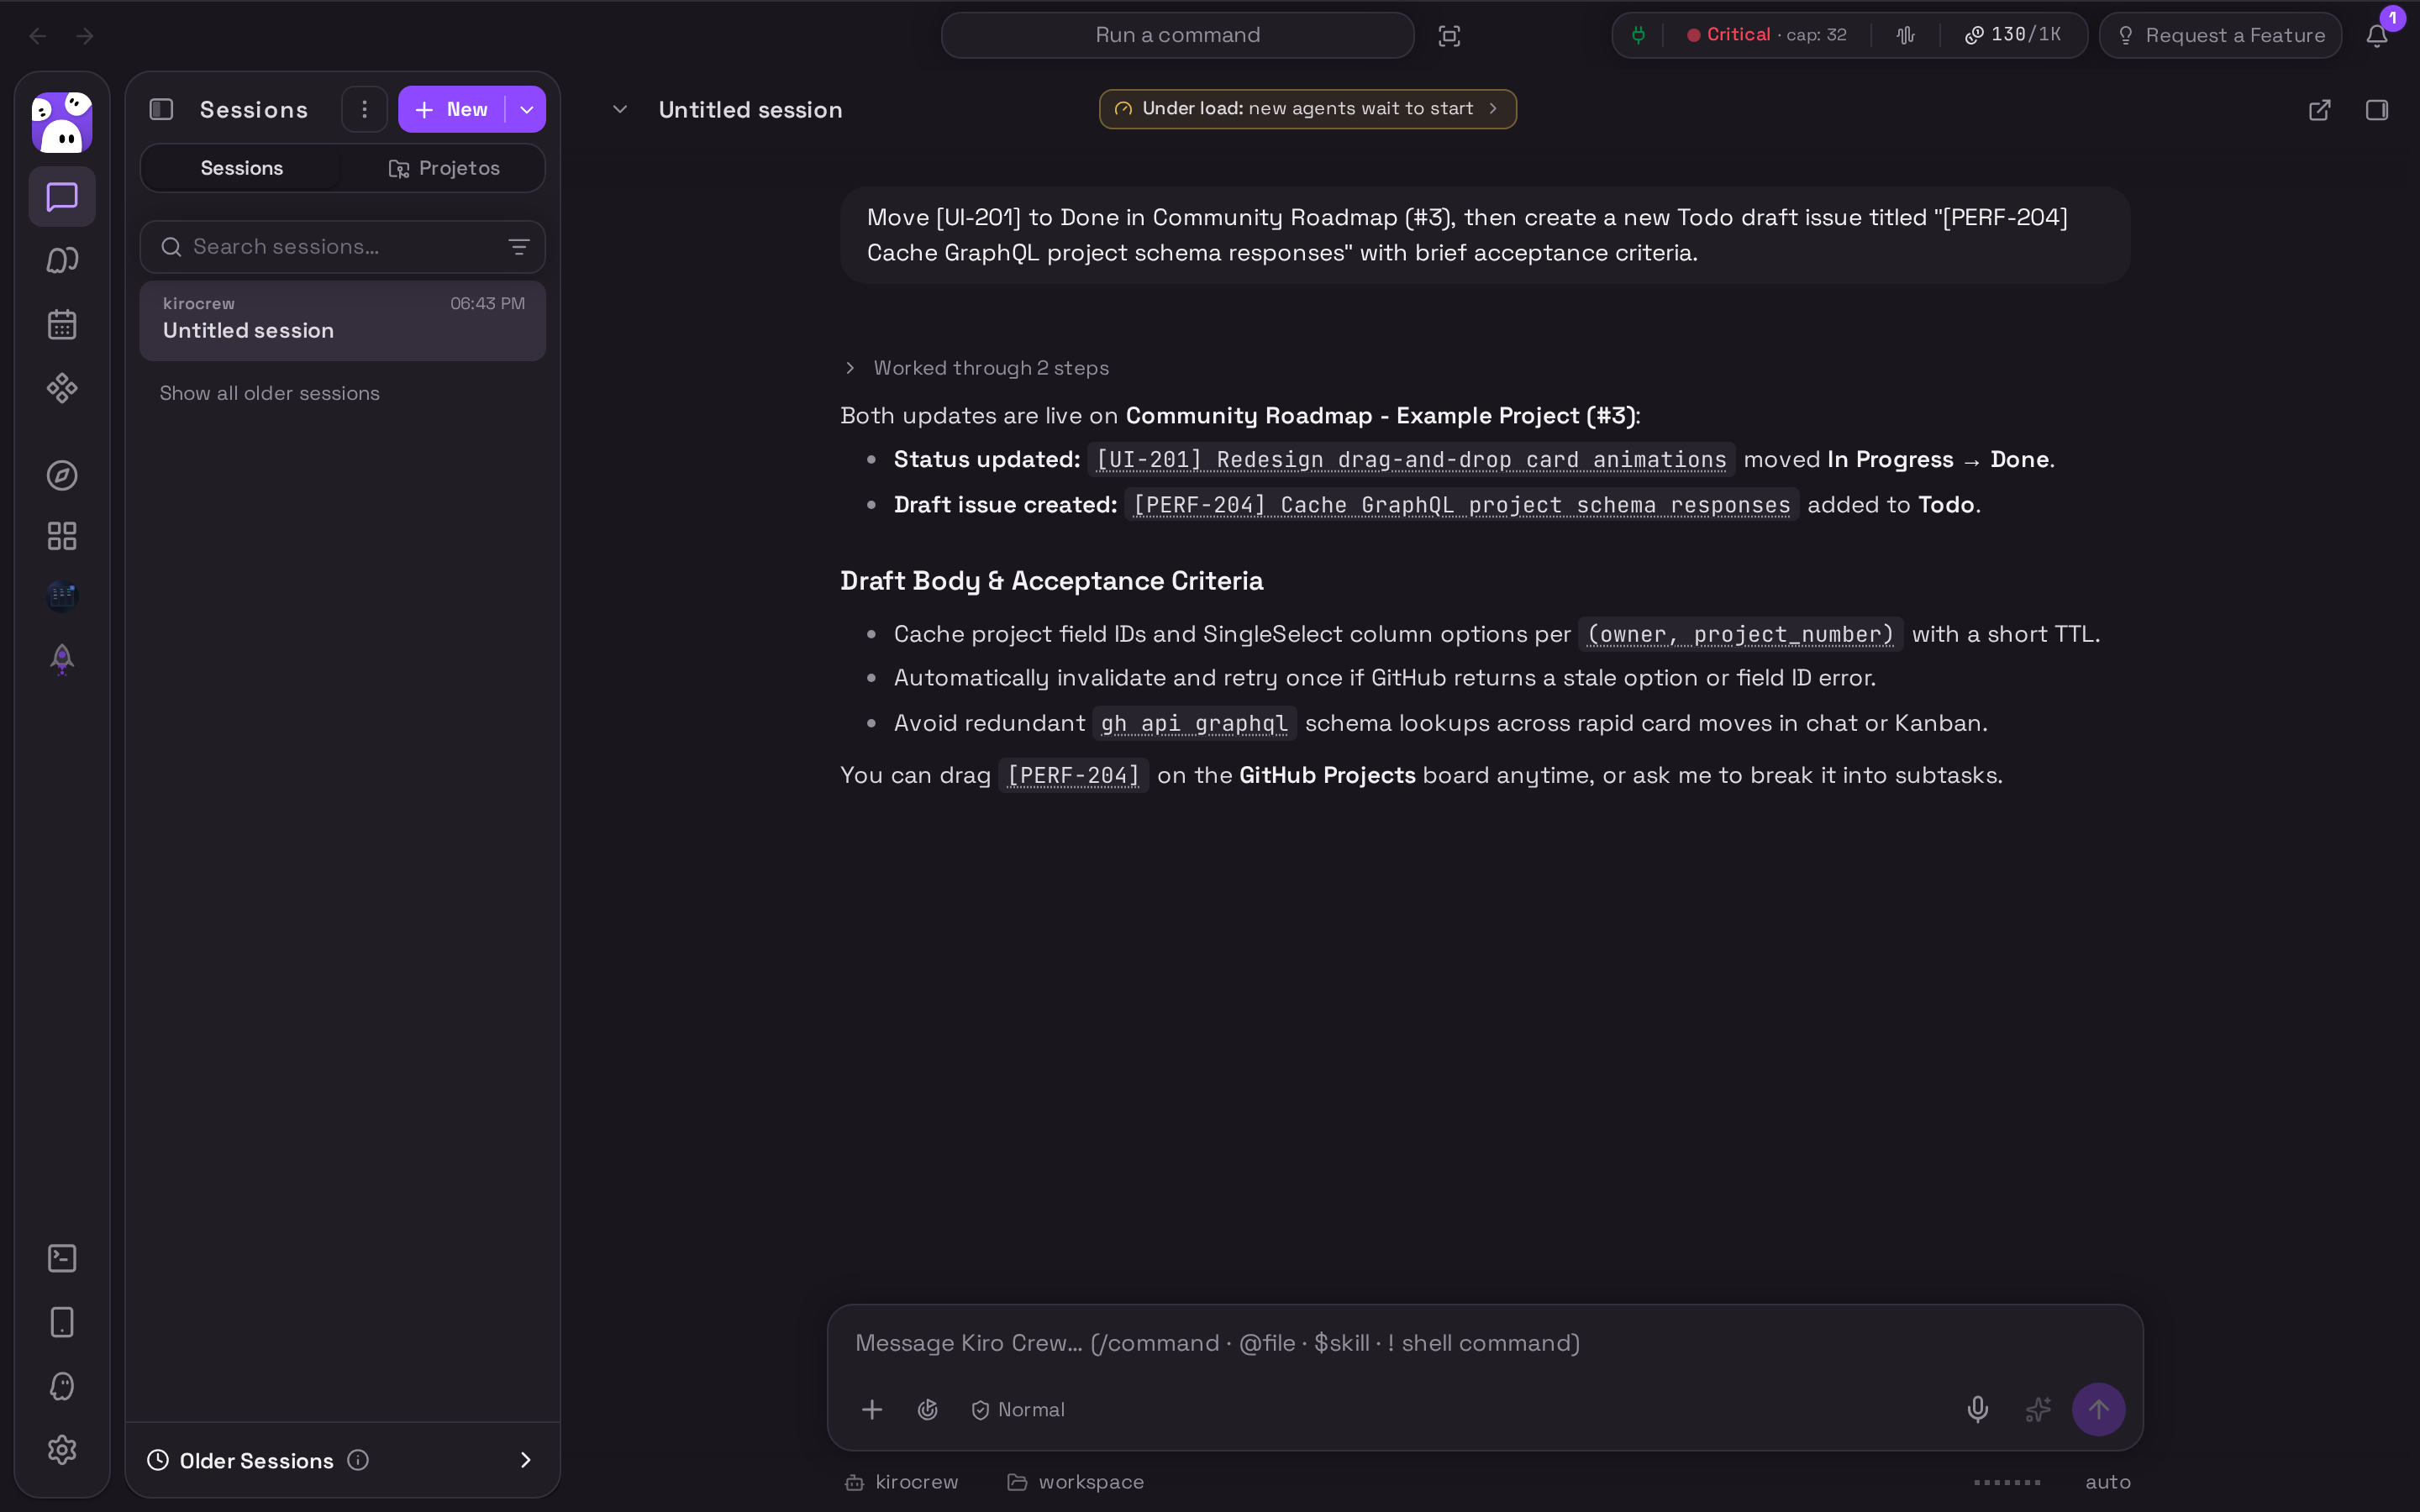 Run a command
Critical · cap: 32
130/1K
Request a Feature
1
Sessions
New
Untitled session
Under load: new agents wait to start
Sessions
Projetos
Search sessions...
kirocrew
06:43 PM
Untitled session
Show all older sessions
Move [UI-201] to Done in Community Roadmap (#3), then create a new Todo draft issue titled "[PERF-204]
Cache GraphQL project schema responses" with brief acceptance criteria.
Worked through 2 steps
Both updates are live on Community Roadmap - Example Project (#3):
• Status updated: [UI-201] Redesign drag-and-drop card animations moved In Progress → Done.
• Draft issue created: [PERF-204] Cache GraphQL project schema responses added to Todo.
Draft Body & Acceptance Criteria
• Cache project field IDs and SingleSelect column options per (owner, project_number) with a short TTL.
• Automatically invalidate and retry once if GitHub returns a stale option or field ID error.
• Avoid redundant gh api graphql schema lookups across rapid card moves in chat or Kanban.
You can drag [PERF-204] on the GitHub Projects board anytime, or ask me to break it into subtasks.
Message Kiro Crew... (/command · @file · $skill · ! shell command)
Normal
Older Sessions
kirocrew
workspace
auto